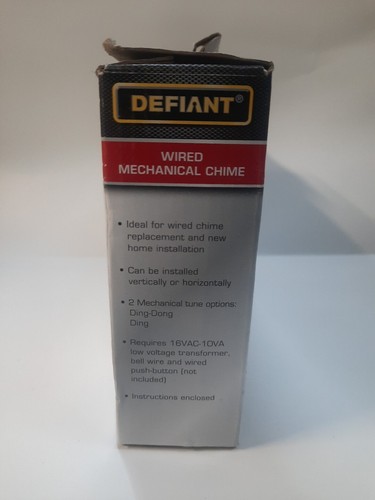 DEFIANT®
WIRED
MECHANICAL CHIME
• Ideal for wired chime
replacement and new
home installation
• Can be installed
vertically or horizontally
• 2 Mechanical tune options:
Ding-Dong
Ding
• Requires 16VAC-10VA
low voltage transformer,
bell wire and wired
push-button (not
included)
• Instructions enclosed